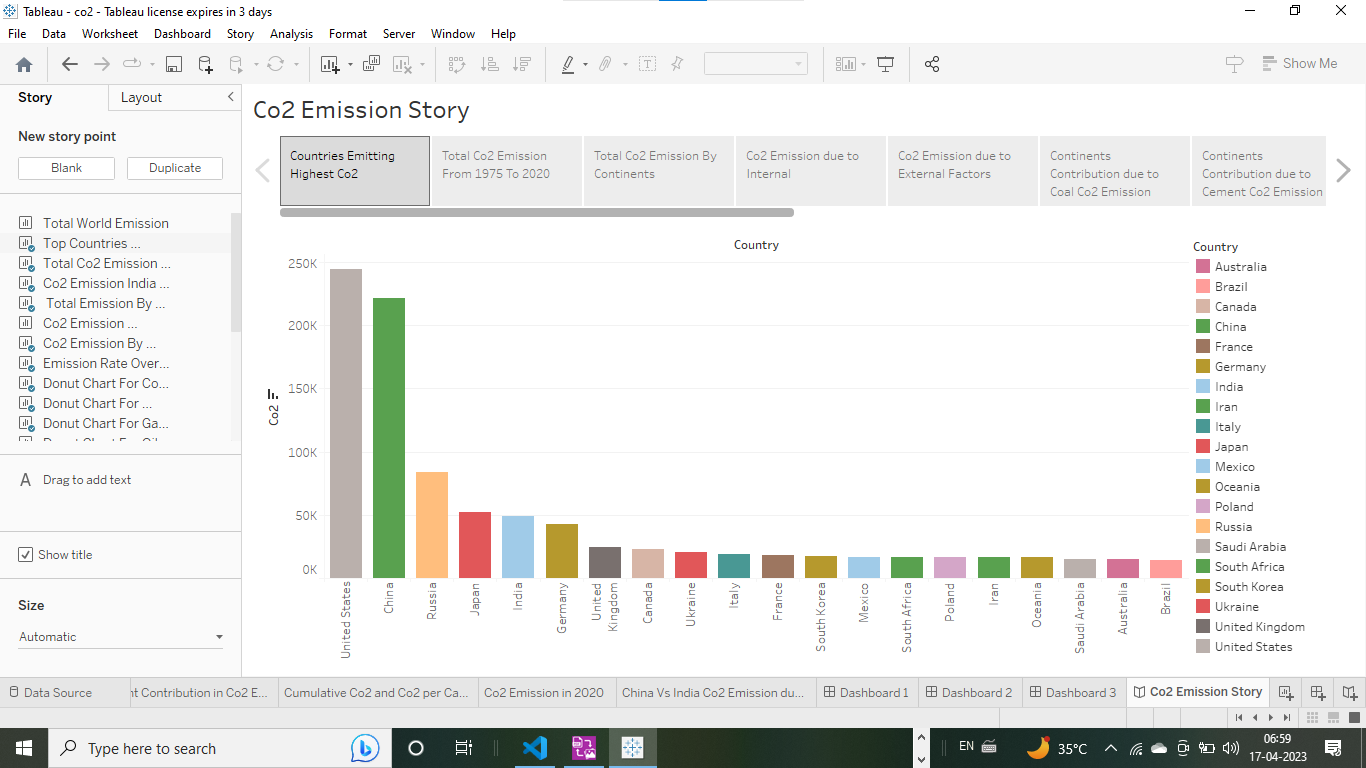 Tableau - co2 - Tableau license expires in 3 days
File Data Worksheet Dashboard Story Analysis Format Server Window Help
Show Me
Story Layout
New story point
Blank Duplicate
Total World Emission
Top Countries ...
Total Co2 Emission ...
Co2 Emission India ...
Total Emission By ...
Co2 Emission ...
Co2 Emission By ...
Emission Rate Over...
Donut Chart For Co...
Donut Chart For ...
Donut Chart For Ga...
A Drag to add text
Show title
Size
Automatic
Co2 Emission Story
Countries Emitting
Highest Co2
Total Co2 Emission
From 1975 To 2020
Total Co2 Emission By
Continents
Co2 Emission due to
Internal
Co2 Emission due to
External Factors
Continents
Contribution due to
Coal Co2 Emission
Continents
Contribution due to
Cement Co2 Emission
Country
250K
200K
150K
100K
50K
0K
Co2
United States
China
Russia
Japan
India
Germany
United
Kingdom
Canada
Ukraine
Italy
France
South Korea
Mexico
South Africa
Poland
Iran
Oceania
Saudi Arabia
Australia
Brazil
Country
Australia
Brazil
Canada
China
France
Germany
India
Iran
Italy
Japan
Mexico
Oceania
Poland
Russia
Saudi Arabia
South Africa
South Korea
Ukraine
United Kingdom
United States
Data Source
Contribution in Co2 E...
Cumulative Co2 and Co2 per Ca...
Co2 Emission in 2020
China Vs India Co2 Emission du...
Dashboard 1
Dashboard 2
Dashboard 3
Co2 Emission Story
Type here to search
EN
35°C
06:59
17-04-2023